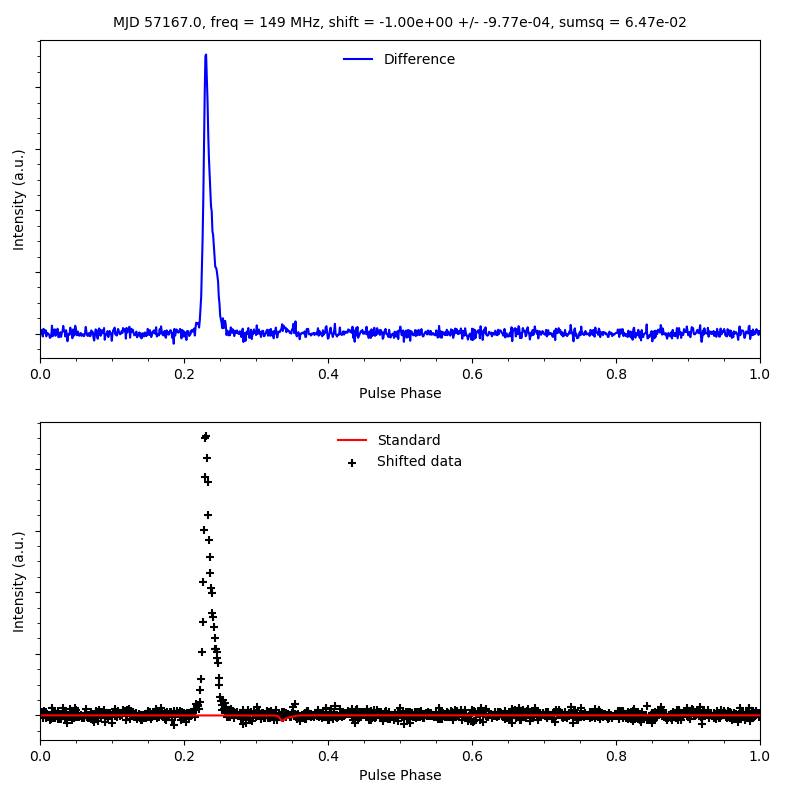 MJD 57167.0, freq = 149 MHz, shift = -1.00e+00 +/- -9.77e-04, sumsq = 6.47e-02
Difference
Intensity (a.u.)
0.0 0.2 0.4 0.6 0.8 1.0
Pulse Phase
Standard
Shifted data
Intensity (a.u.)
0.0 0.2 0.4 0.6 0.8 1.0
Pulse Phase